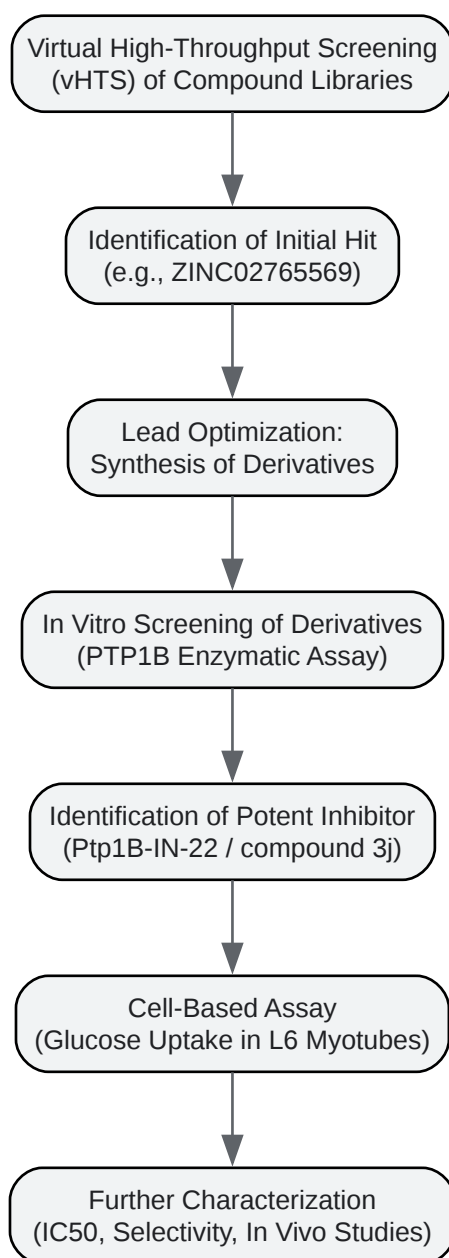 Virtual High-Throughput Screening
(vHTS) of Compound Libraries
Identification of Initial Hit
(e.g., ZINC02765569)
Lead Optimization:
Synthesis of Derivatives
In Vitro Screening of Derivatives
(PTP1B Enzymatic Assay)
Identification of Potent Inhibitor
(Ptp1B-IN-22 / compound 3j)
Cell-Based Assay
(Glucose Uptake in L6 Myotubes)
Further Characterization
(IC50, Selectivity, In Vivo Studies)